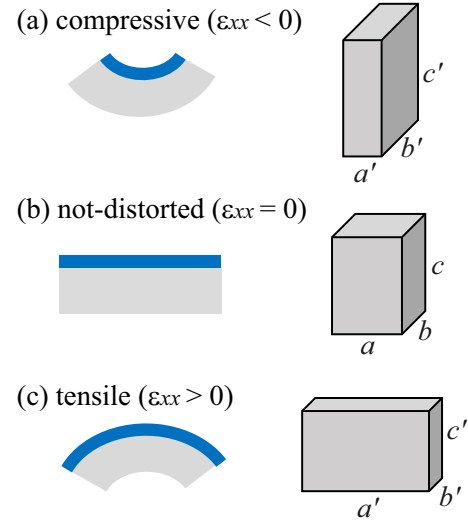 (a) compressive (εxx < 0)
c′
b′
a′
(b) not-distorted (εxx = 0)
c
b
a
(c) tensile (εxx > 0)
c′
b′
a′